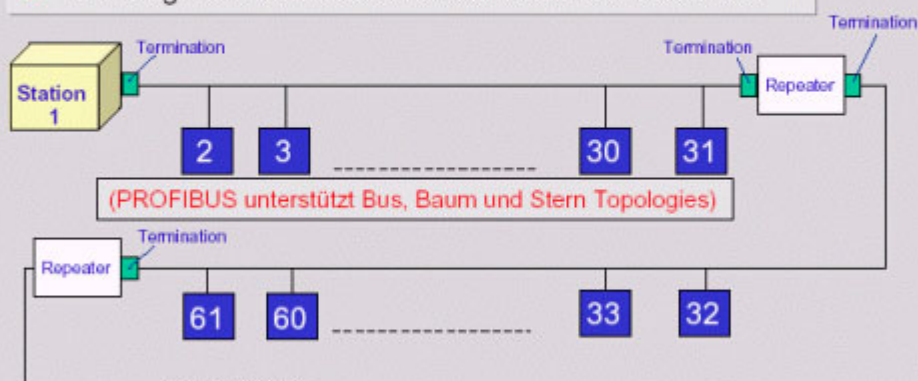 Termination
Termination
Termination
Station
1
Repeater
2
3
30
31
(PROFIBUS unterstützt Bus, Baum und Stern Topologies)
Termination
Repeater
61
60
33
32